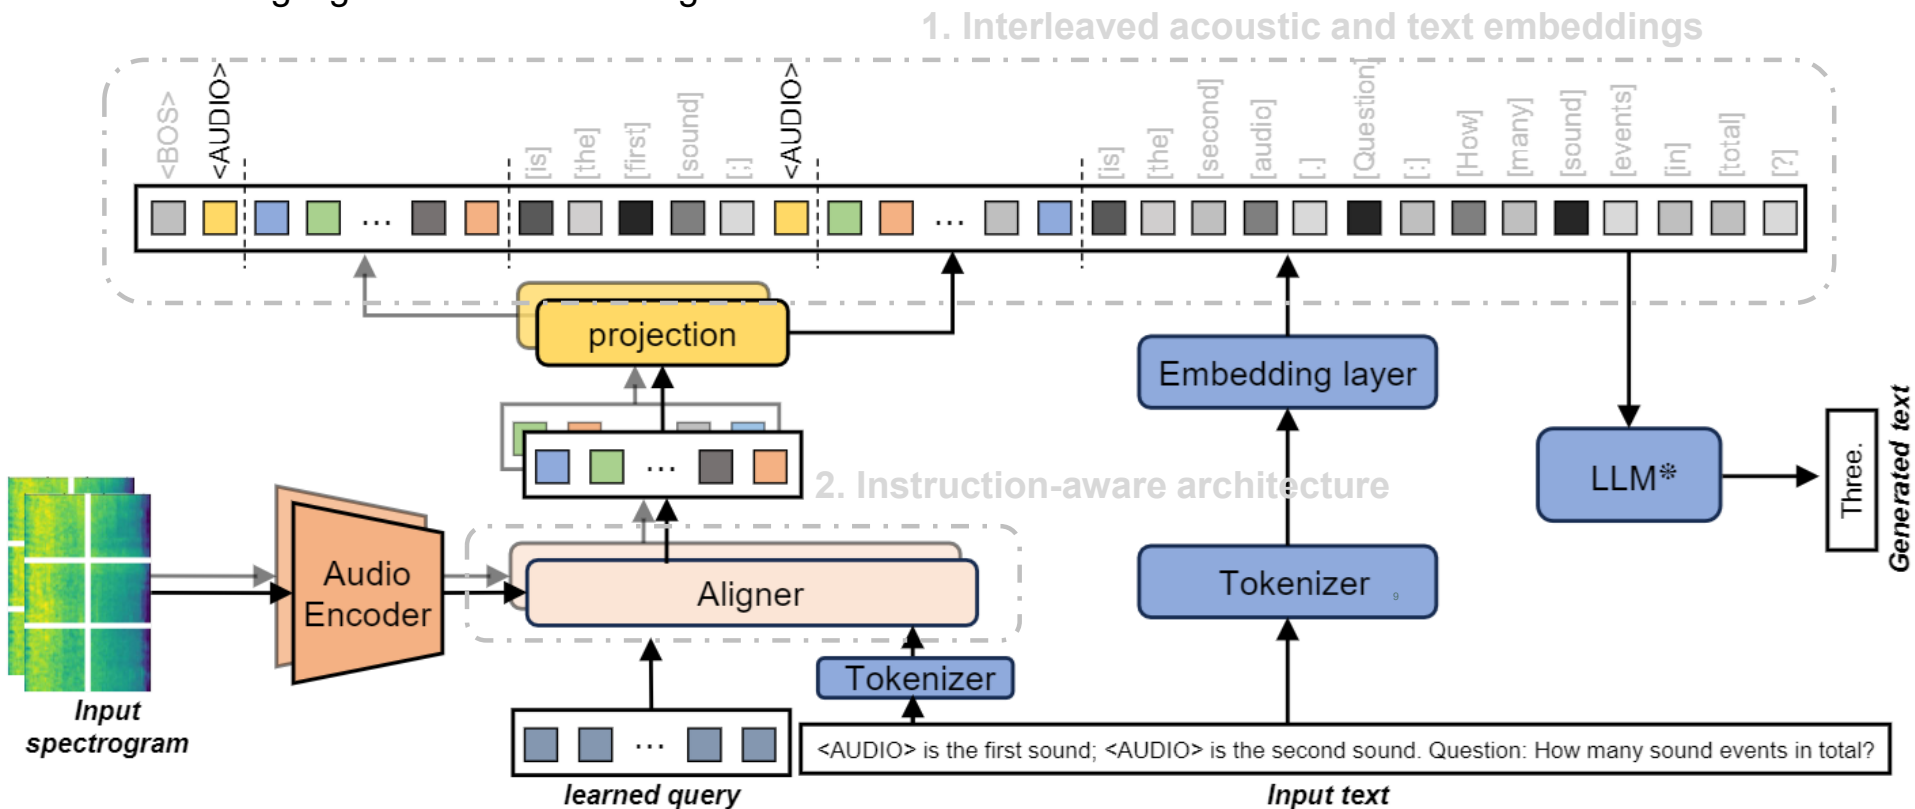 1. Interleaved acoustic and text embeddings
<BOS> <AUDIO> [is] [the] [first] [sound] [;] <AUDIO> [is] [the] [second] [audio] [.] [Question] [:] [How] [many] [sound] [events] [in] [total] [?]
...
...
projection
Embedding layer
...
2. Instruction-aware architecture
LLM*
Three.
Generated text
Audio
Encoder
Aligner
Tokenizer
9
Tokenizer
Input
spectrogram
...
learned query
<AUDIO> is the first sound; <AUDIO> is the second sound. Question: How many sound events in total?
Input text